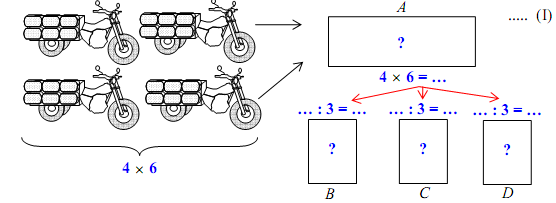 A
..... (I)
?
4 × 6 = ...
... : 3 = ... ... : 3 = ... ... : 3 = ...
? ? ?
4 × 6
B C D